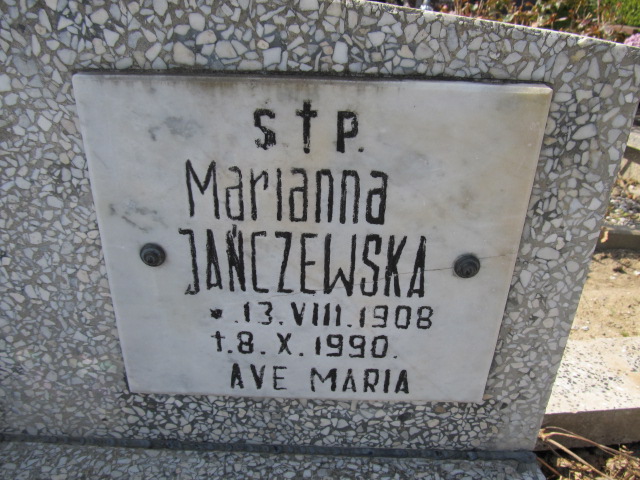 S † P.
Marianna
JAŃCZEWSKA
* 13.VIII.1908
† 8.X.1990.
AVE MARIA